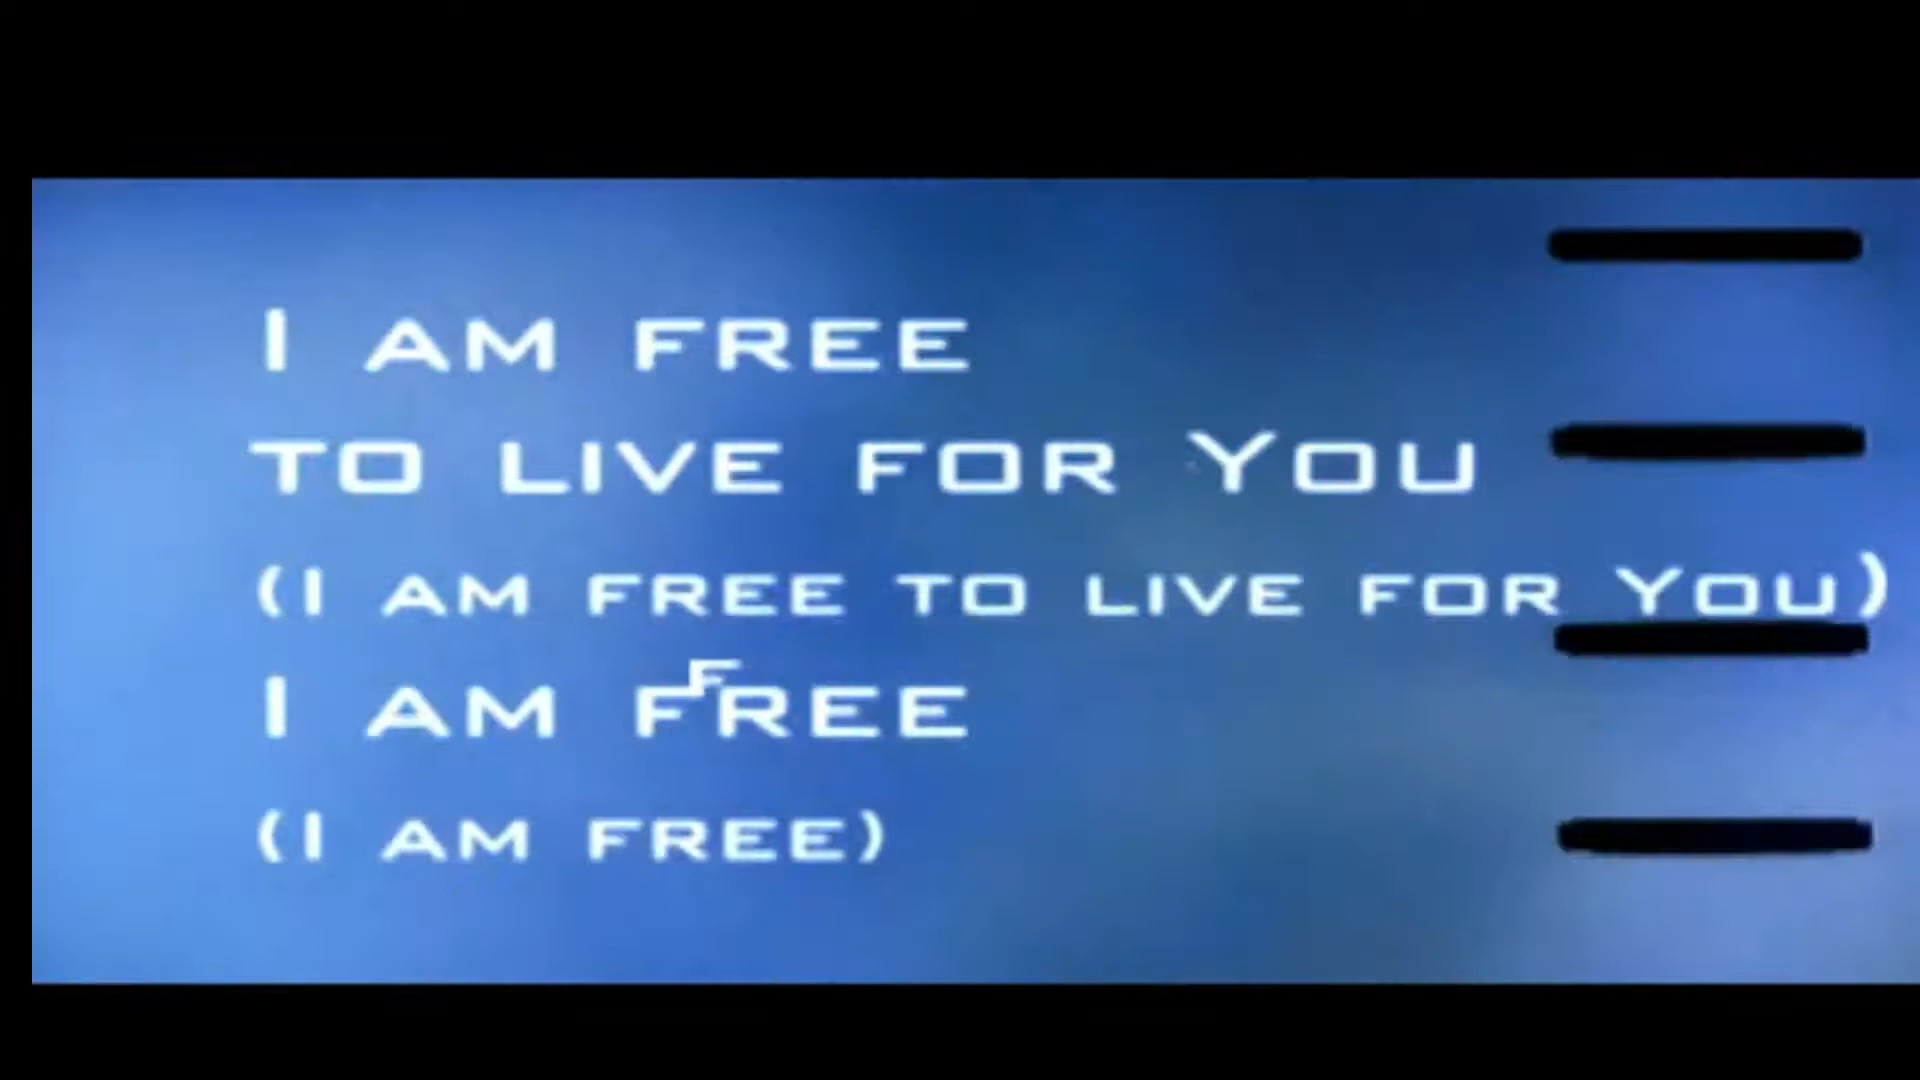 I AM FREE
TO LIVE FOR YOU
(I AM FREE TO LIVE FOR YOU)
F
I AM FREE
(I AM FREE)